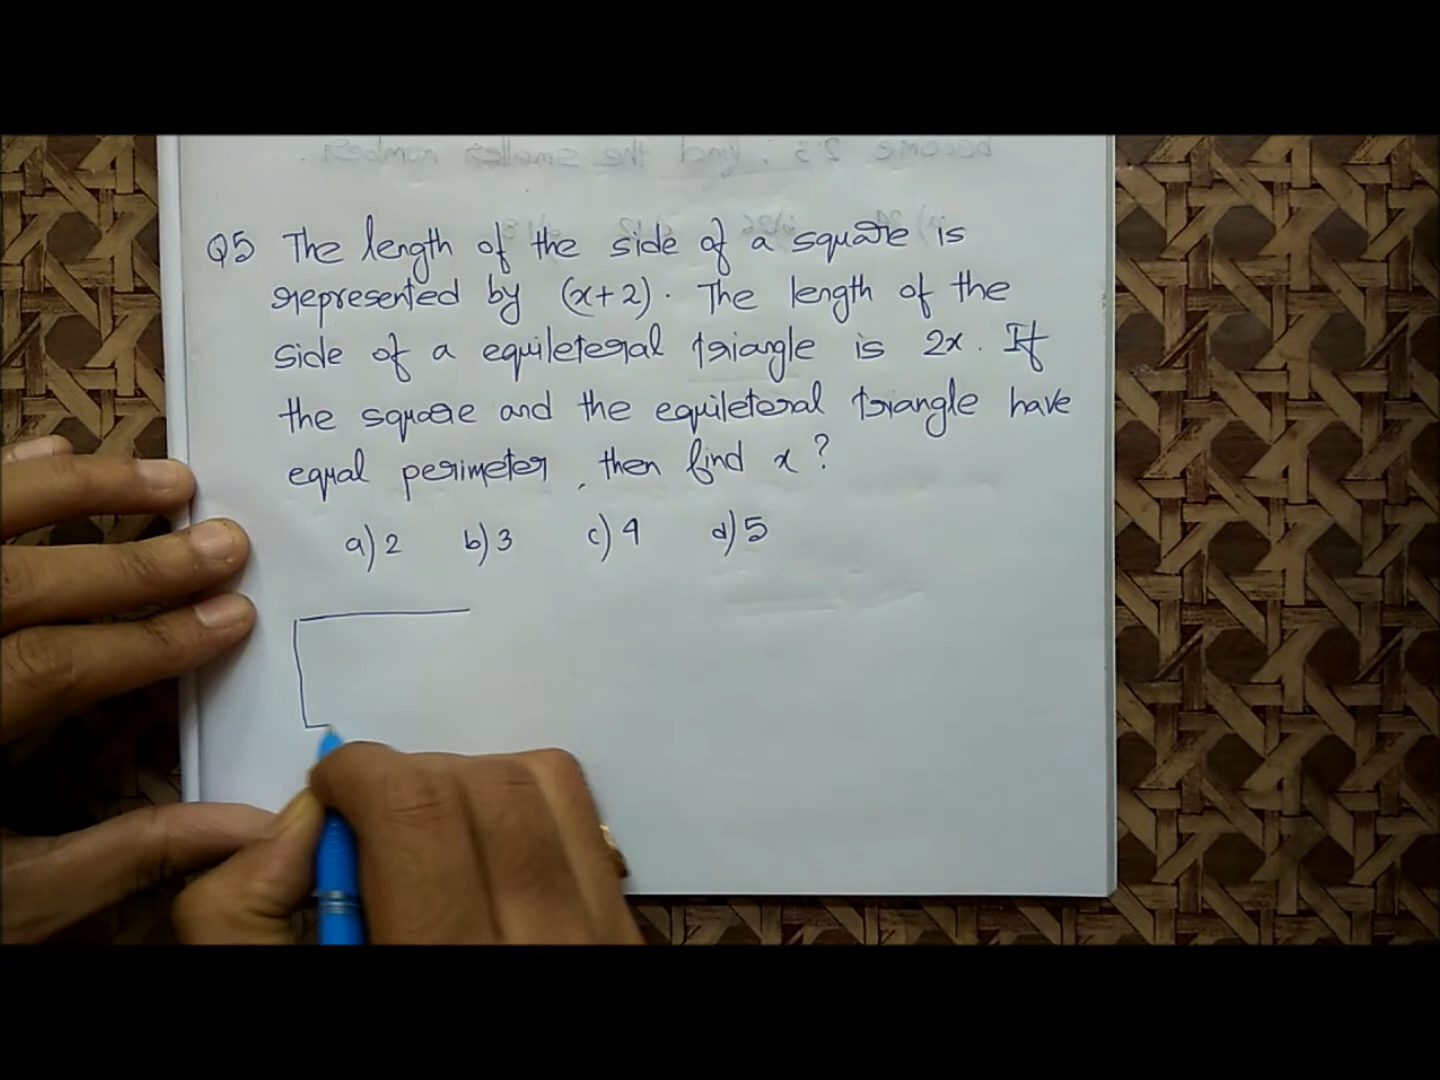 Q5 The length of the side of a square is
represented by (x+2). The length of the
side of a equileteral triangle is 2x. If
the square and the equileteral triangle have
equal perimeter, then find x?
a) 2 b) 3 c) 4 d) 5